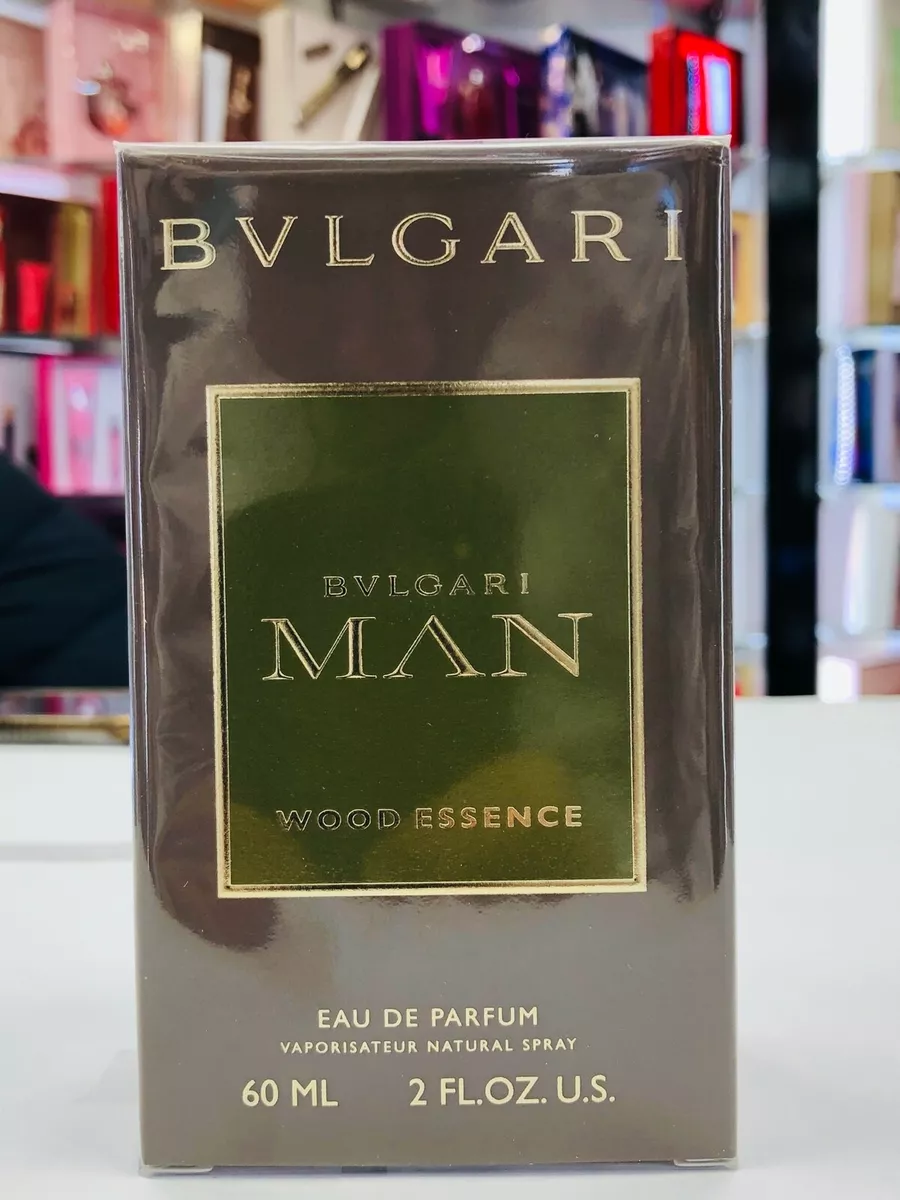 BVLGARI
BVLGARI
MAN
WOOD ESSENCE
EAU DE PARFUM
VAPORISATEUR NATURAL SPRAY
60 ML 2 FL.OZ. U.S.